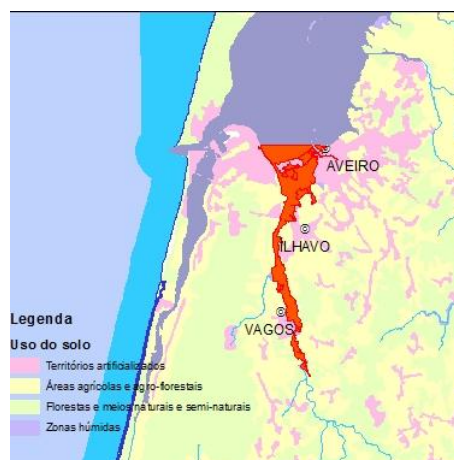 AVEIRO
ÍLHAVO
VAGOS
Legenda
Uso do solo
Territórios artificializados
Áreas agrícolas e agro-florestais
Florestas e meios naturais e semi-naturais
Zonas húmidas